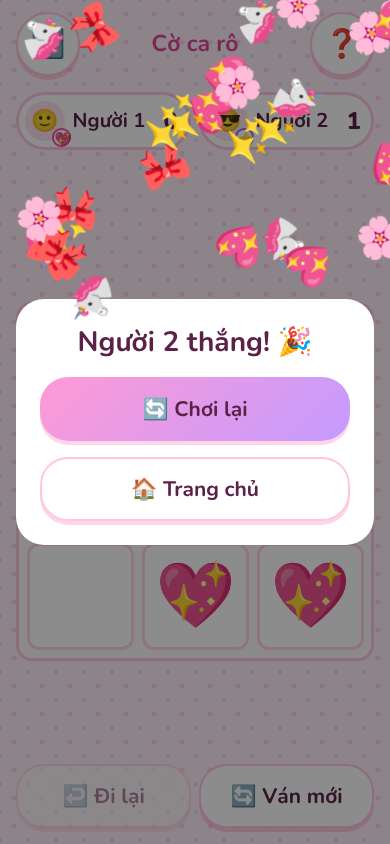 Cờ ca rô
Người 1
Người 2 1
Người 2 thắng!
Chơi lại
Trang chủ
Đi lại
Ván mới